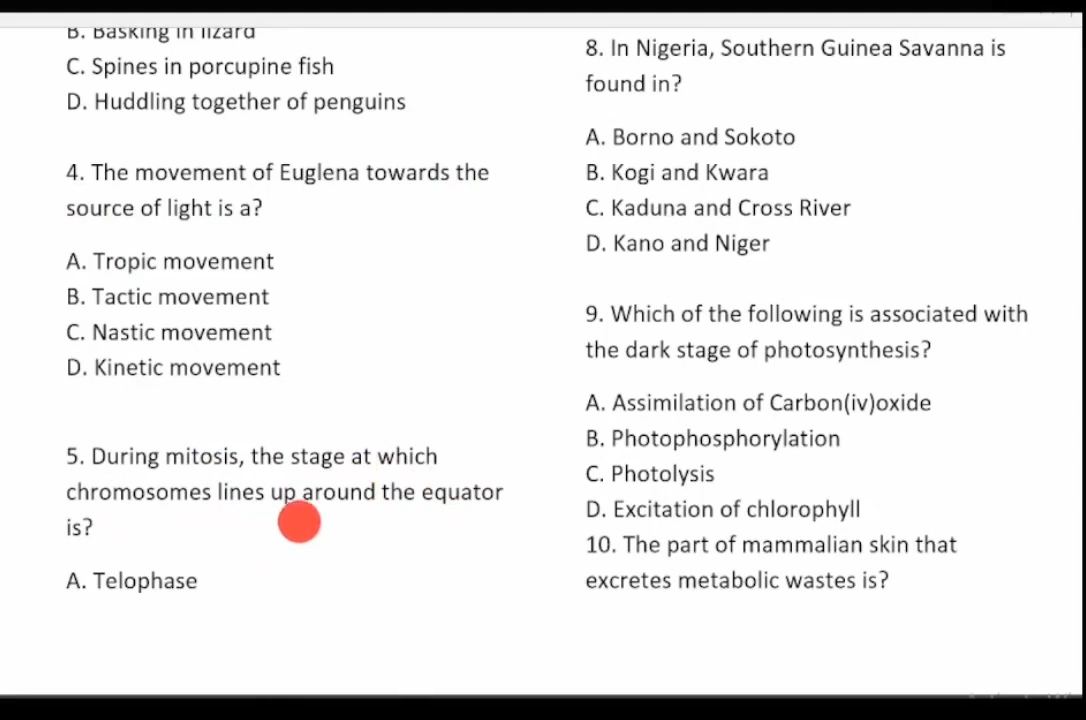 B. Basking in lizard
C. Spines in porcupine fish
D. Huddling together of penguins
4. The movement of Euglena towards the
source of light is a?
A. Tropic movement
B. Tactic movement
C. Nastic movement
D. Kinetic movement
5. During mitosis, the stage at which
chromosomes lines up around the equator
is?
A. Telophase
8. In Nigeria, Southern Guinea Savanna is
found in?
A. Borno and Sokoto
B. Kogi and Kwara
C. Kaduna and Cross River
D. Kano and Niger
9. Which of the following is associated with
the dark stage of photosynthesis?
A. Assimilation of Carbon(iv)oxide
B. Photophosphorylation
C. Photolysis
D. Excitation of chlorophyll
10. The part of mammalian skin that
excretes metabolic wastes is?